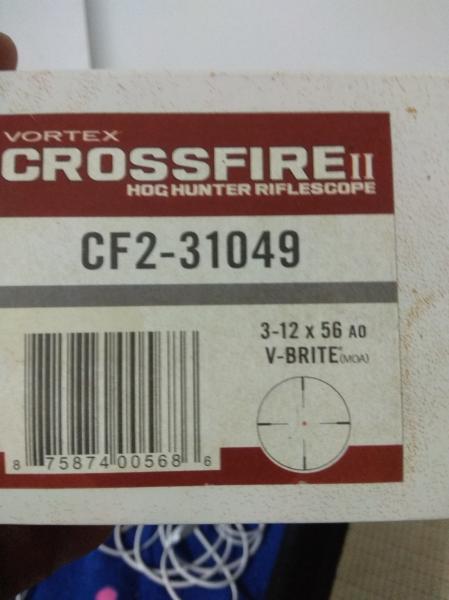 VORTEX
CROSSFIRE II
HOG HUNTER RIFLESCOPE
CF2-31049
3-12 x 56 AO
V-BRITE® (MOA)
8 75874 00568 6